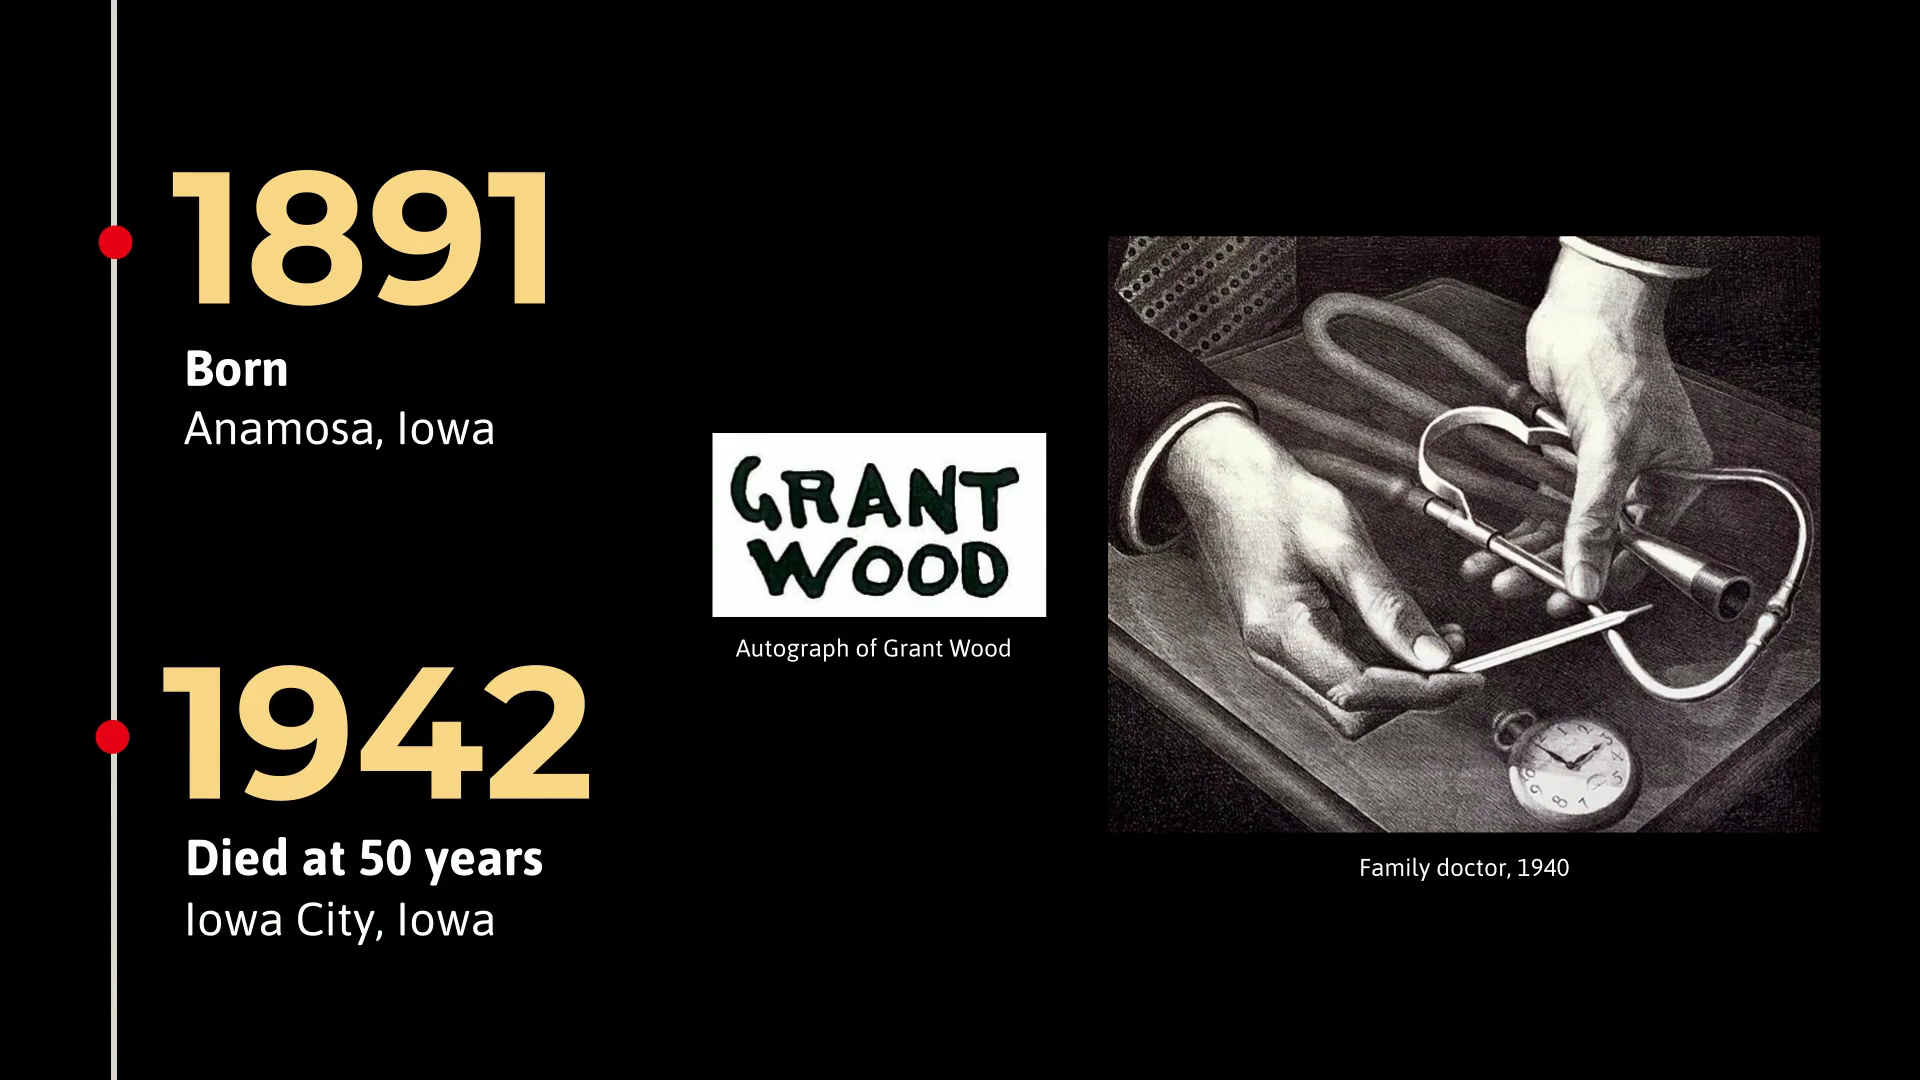 1891
Born
Anamosa, Iowa
GRANT
WOOD
Autograph of Grant Wood
1942
Died at 50 years
Iowa City, Iowa
Family doctor, 1940